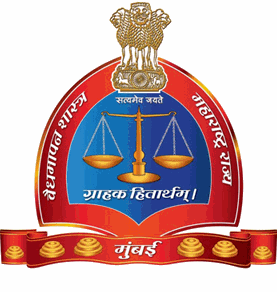 सत्यमेव जयते
वैधमापन शास्त्र
महाराष्ट्र राज्य
ग्राहक हितार्थम्।
मुंबई